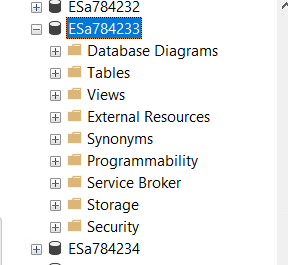 ESa784232
ESa784233
Database Diagrams
Tables
Views
External Resources
Synonyms
Programmability
Service Broker
Storage
Security
ESa784234